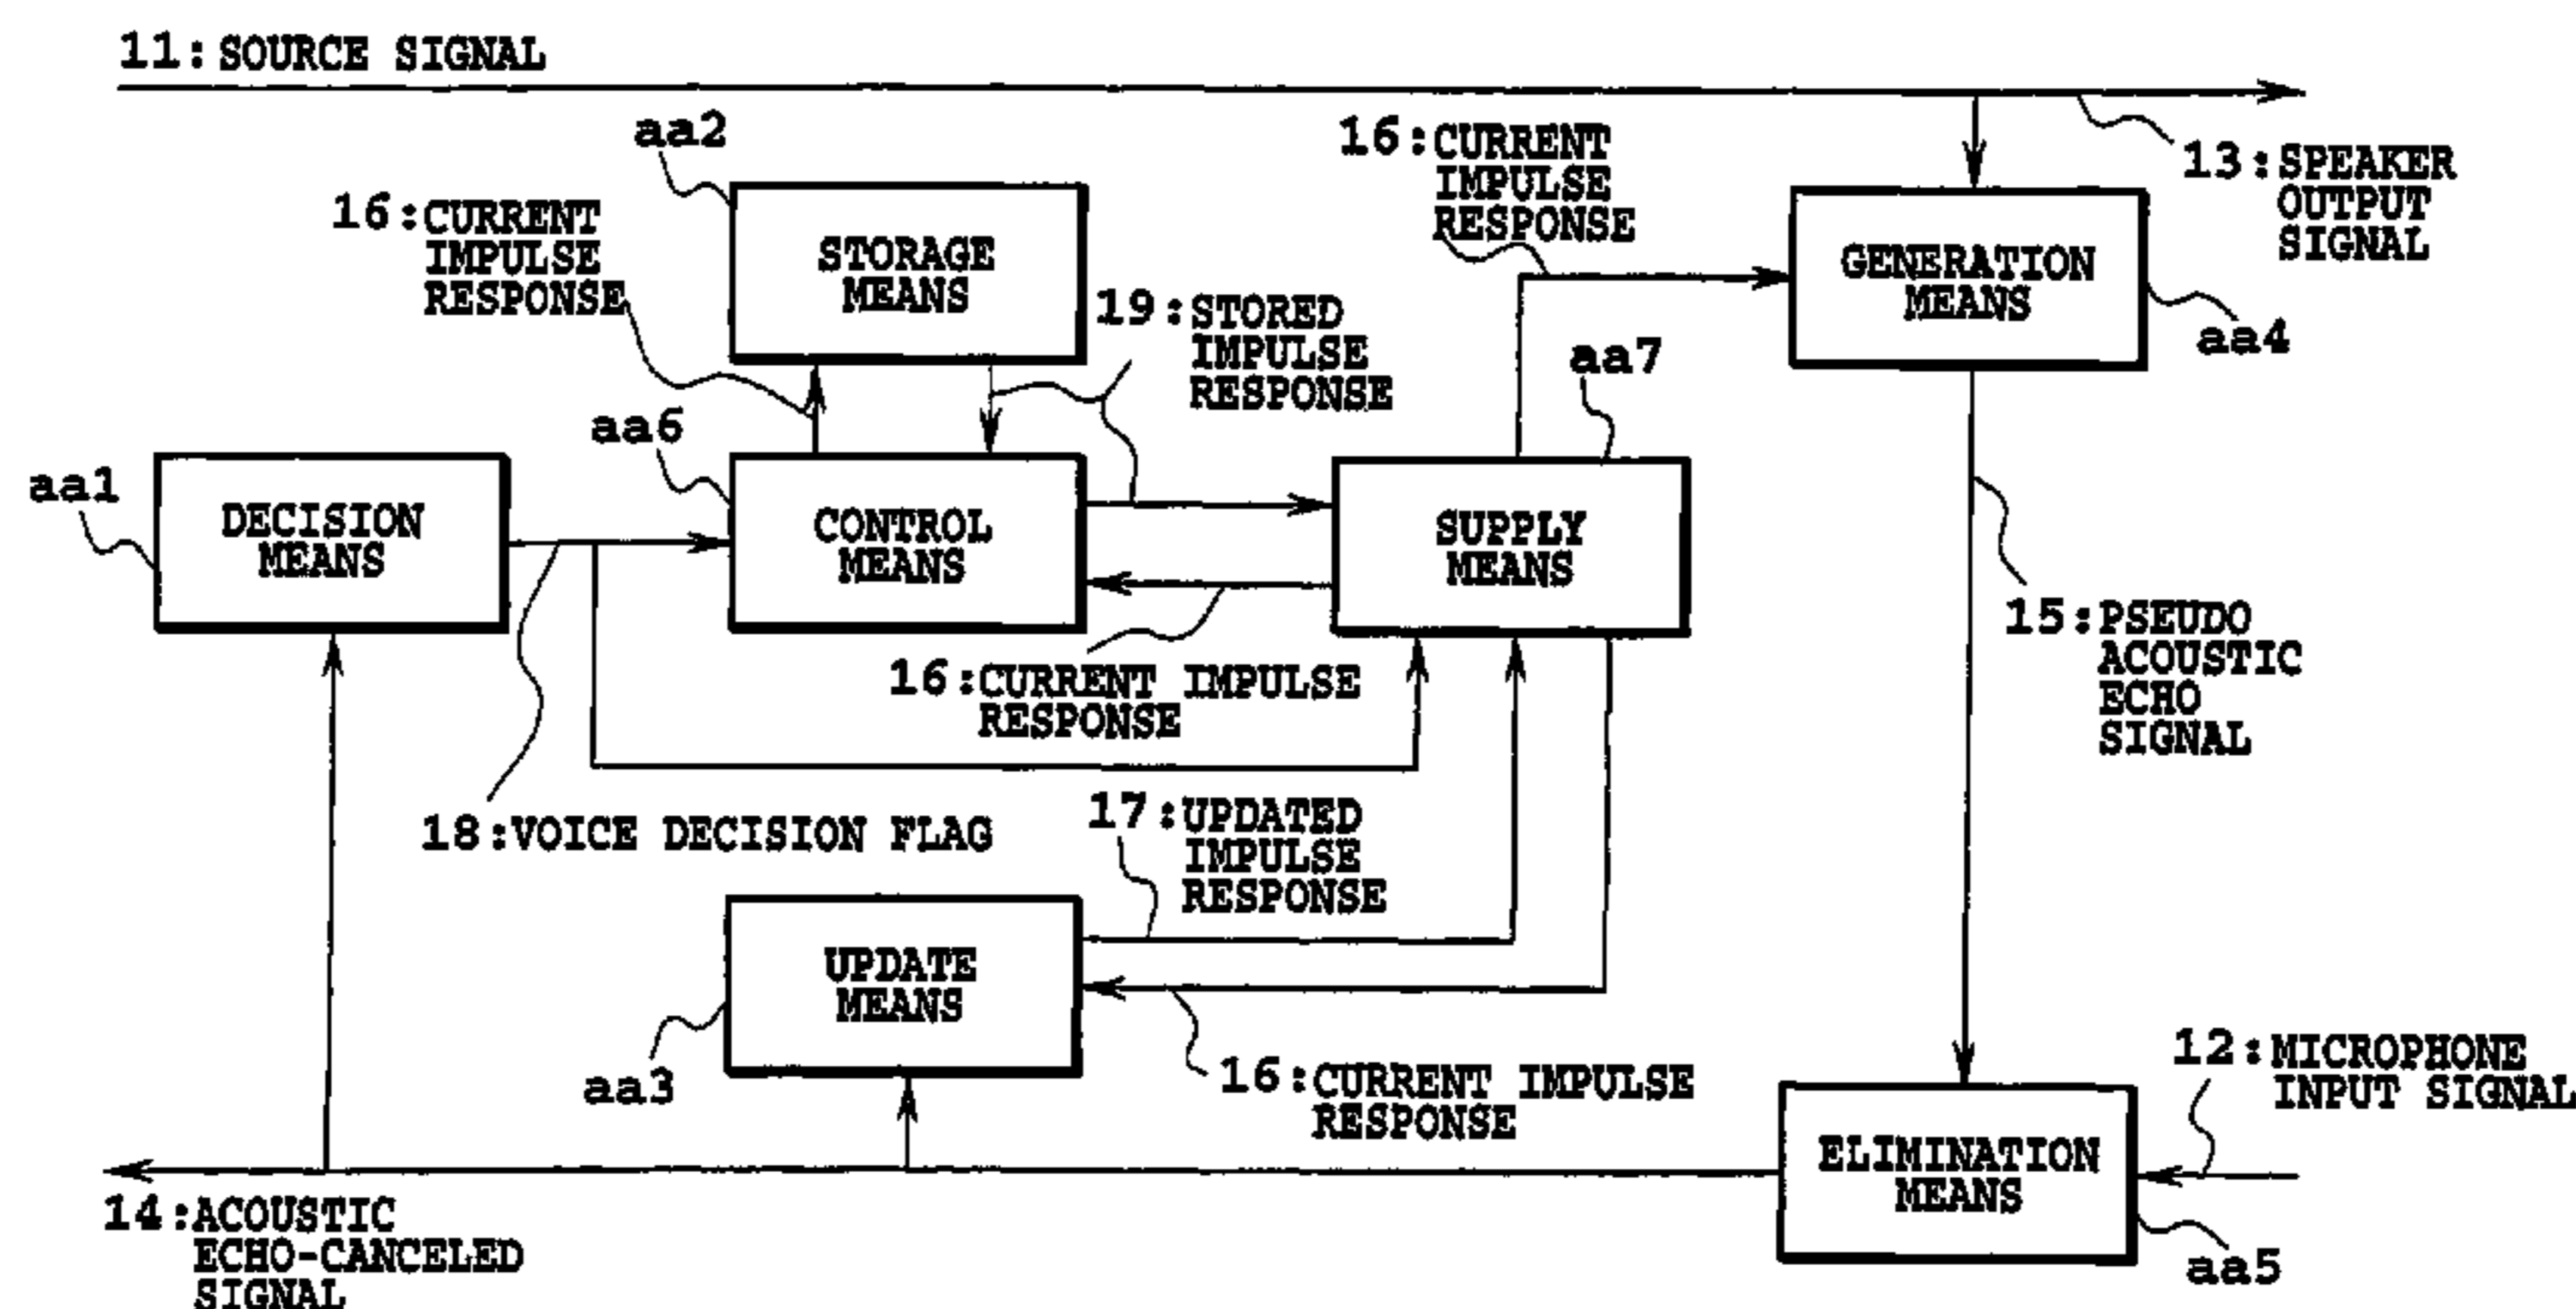 11:SOURCE SIGNAL
aa2
16:CURRENT
IMPULSE
RESPONSE
13:SPEAKER
OUTPUT
SIGNAL
16:CURRENT
IMPULSE
RESPONSE
STORAGE
MEANS
GENERATION
MEANS
19:STORED
IMPULSE
RESPONSE
aa4
aa7
aa6
aa1
DECISION
MEANS
CONTROL
MEANS
SUPPLY
MEANS
15:PSEUDO
ACOUSTIC
ECHO
SIGNAL
16:CURRENT IMPULSE
RESPONSE
18:VOICE DECISION FLAG
17:UPDATED
IMPULSE
RESPONSE
UPDATE
MEANS
aa3
16:CURRENT IMPULSE
RESPONSE
12:MICROPHONE
INPUT SIGNAL
ELIMINATION
MEANS
aa5
14:ACOUSTIC
ECHO-CANCELED
SIGNAL